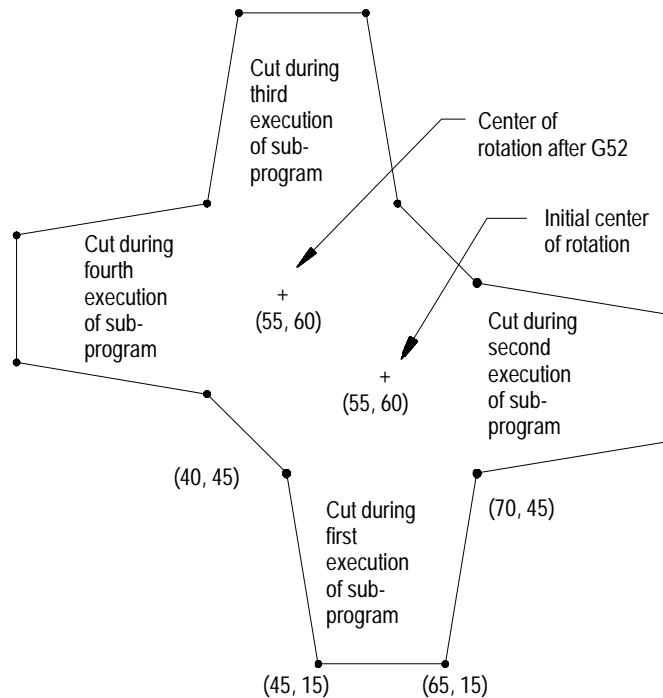 Cut during
third
execution
of sub-
program
Center of
rotation after G52
Initial center
of rotation
Cut during
fourth
execution
of sub-
program
+
(55, 60)
Cut during
second
execution
of sub-
program
+
(55, 60)
(40, 45)
(70, 45)
Cut during
first
execution
of sub-
program
(45, 15)
(65, 15)